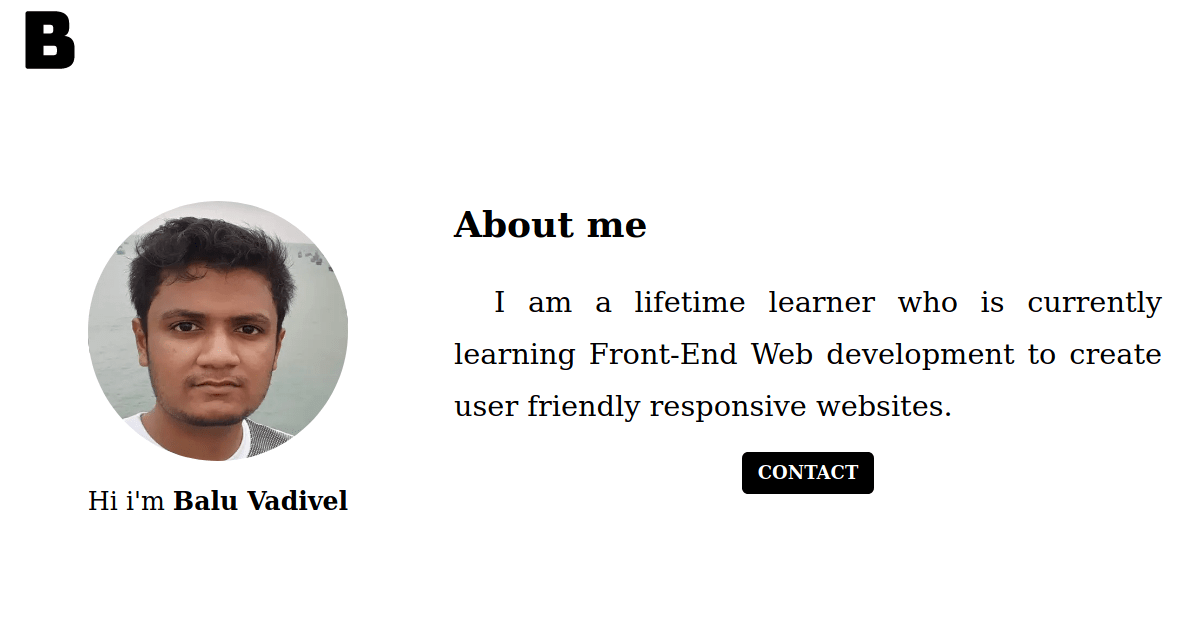 B
About me
I am a lifetime learner who is currently
learning Front-End Web development to create
user friendly responsive websites.
CONTACT
Hi i'm Balu Vadivel